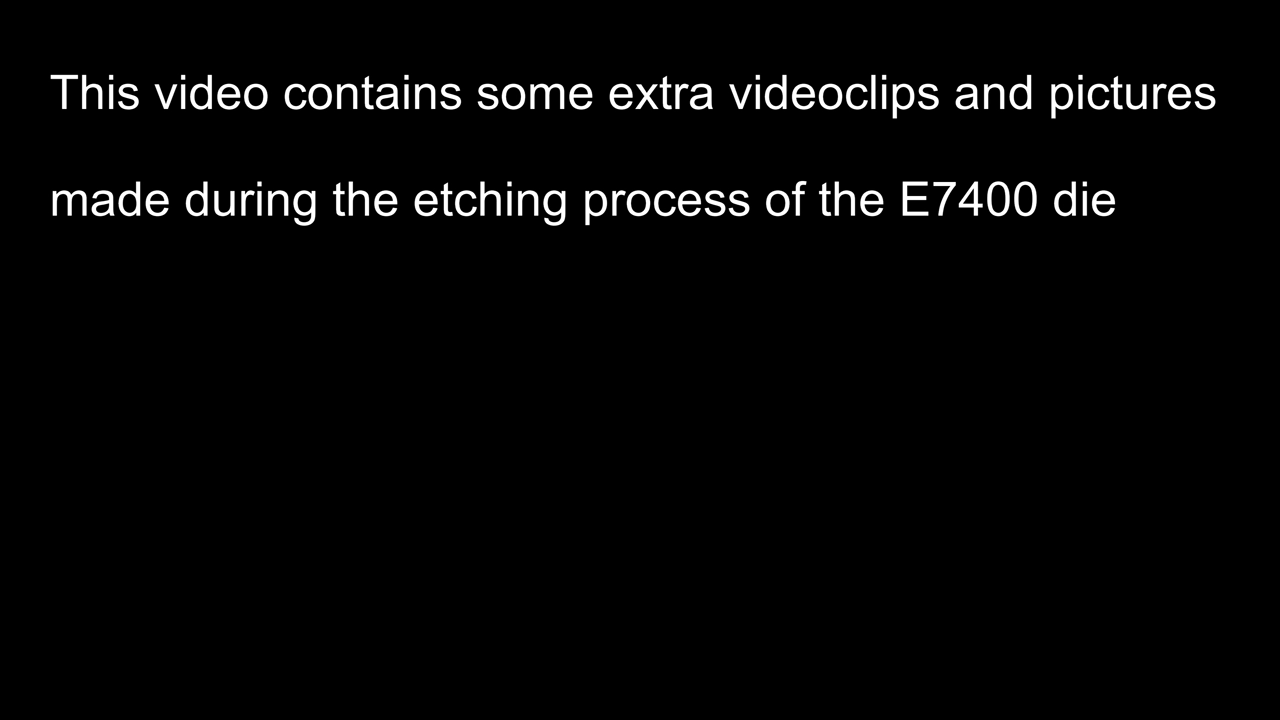 This video contains some extra videoclips and pictures
made during the etching process of the E7400 die